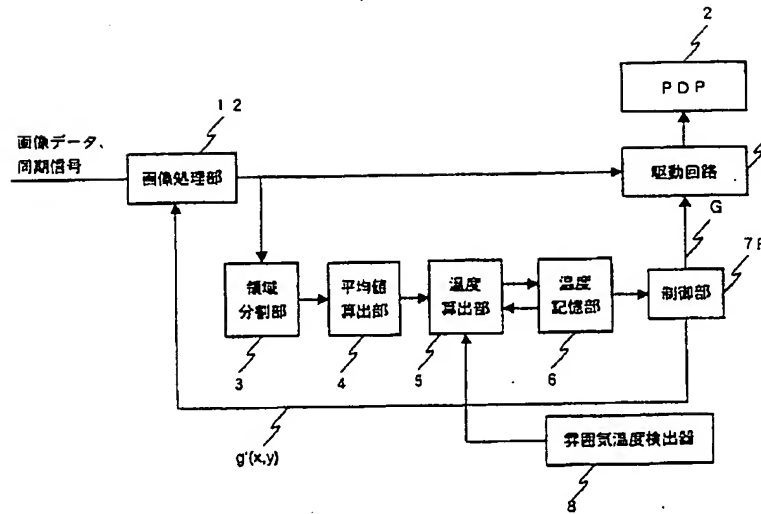 2
PDP
12
画像データ、
同期信号
画像処理部
駆動回路
G
領域
分割部
平均値
算出部
温度
算出部
温度
記憶部
制御部
3
4
5
6
g'(x,y)
雰囲気温度検出器
8